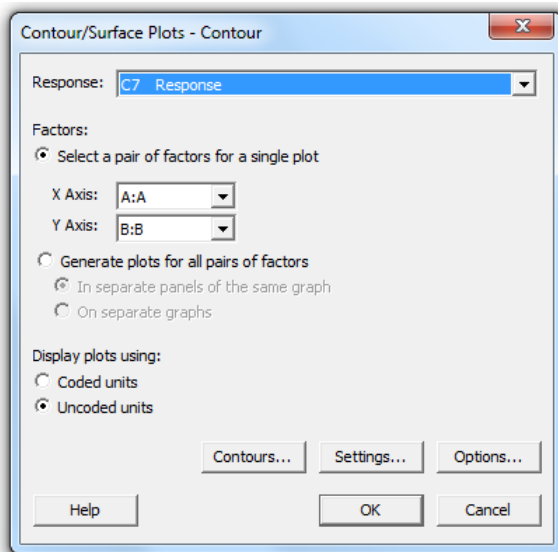 Contour/Surface Plots - Contour
Response: C7 Response
Factors:
Select a pair of factors for a single plot
X Axis: A:A
Y Axis: B:B
Generate plots for all pairs of factors
In separate panels of the same graph
On separate graphs
Display plots using:
Coded units
Uncoded units
Contours... Settings... Options...
Help OK Cancel